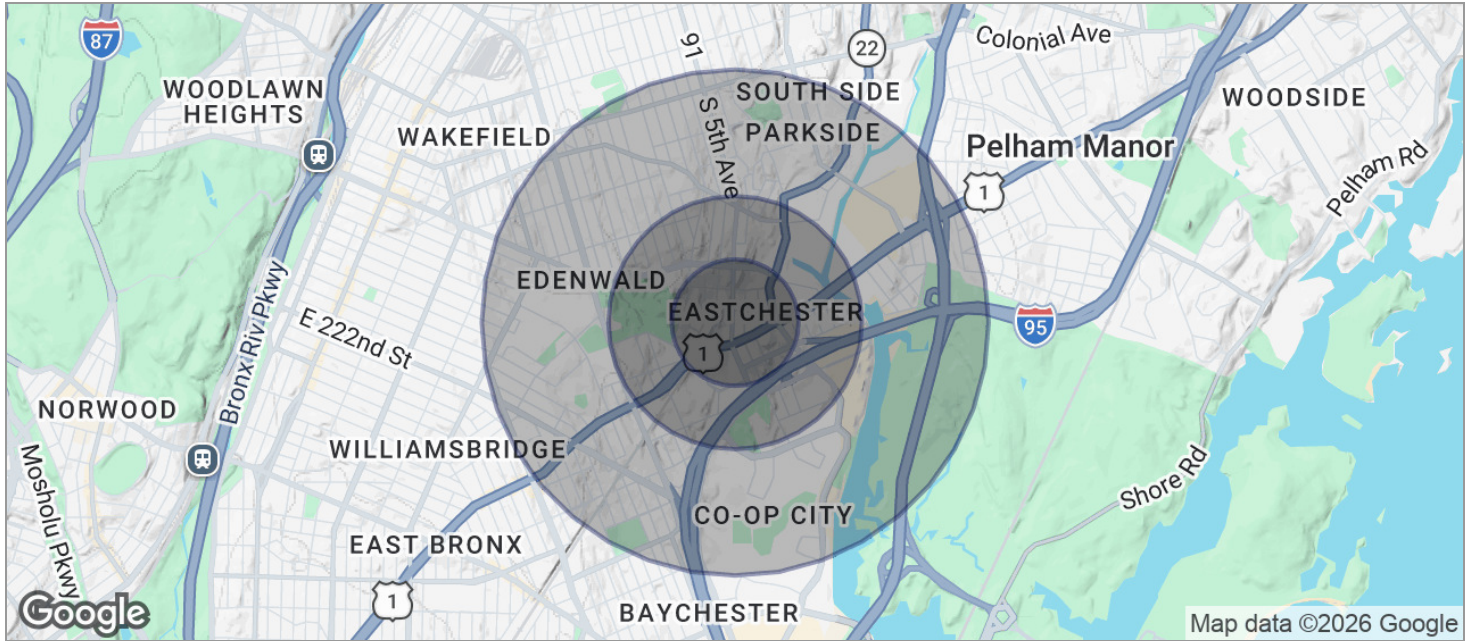 87
16
22
Colonial Ave
WOODLAWN
HEIGHTS
SOUTH SIDE
WOODSIDE
WAKEFIELD
PARKSIDE
S 5th Ave
Pelham Manor
1
Pelham Rd
EDENWALD
Bronx Riv Pkwy
EASTCHESTER
E 222nd St
95
1
NORWOOD
WILLIAMSBRIDGE
Mosholu Pkwy
Shore Rd
CO-OP CITY
EAST BRONX
1
BAYCHESTER
Google
Map data ©2026 Google